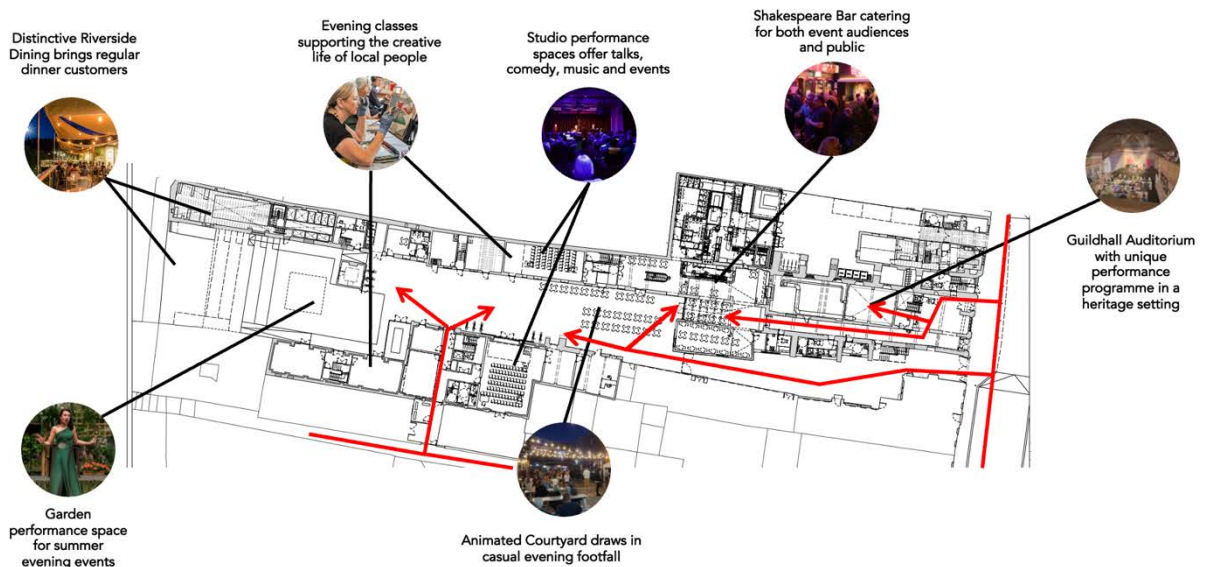 Distinctive Riverside
Dining brings regular
dinner customers
Evening classes
supporting the creative
life of local people
Studio performance
spaces offer talks,
comedy, music and events
Shakespeare Bar catering
for both event audiences
and public
Guildhall Auditorium
with unique
performance
programme in a
heritage setting
Garden
performance space
for summer
evening events
Animated Courtyard draws in
casual evening footfall